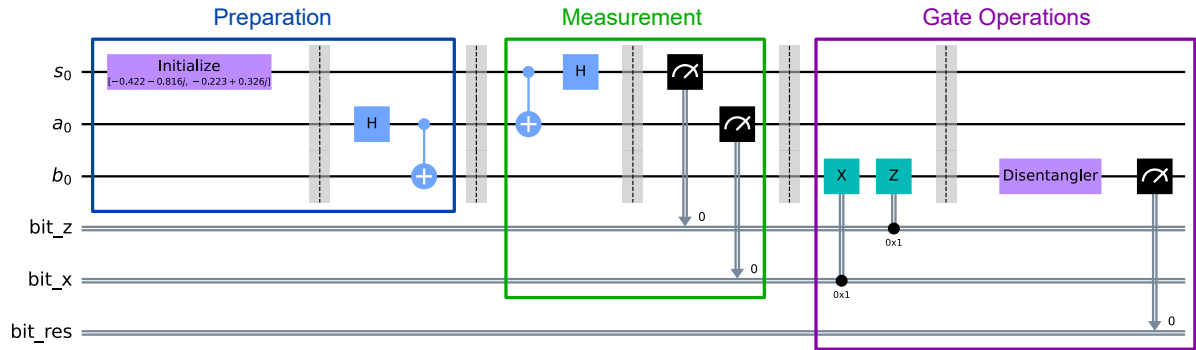 Preparation
Measurement
Gate Operations
s0
Initialize
[−0.422−0.816j, −0.223+0.326j]
H
a0
H
b0
X
Z
Disentangler
bit_z
0
0x1
bit_x
0
0x1
bit_res
0